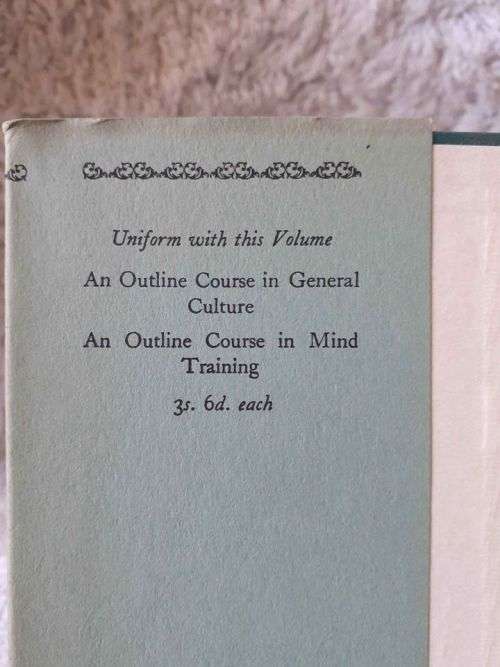 Uniform with this Volume
An Outline Course in General
Culture
An Outline Course in Mind
Training
3s. 6d. each